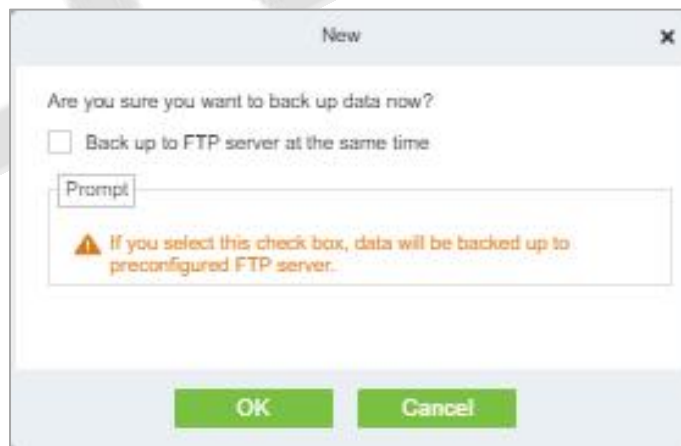 New
Are you sure you want to back up data now?
Back up to FTP server at the same time
Prompt
If you select this check box, data will be backed up to
preconfigured FTP server.
OK
Cancel